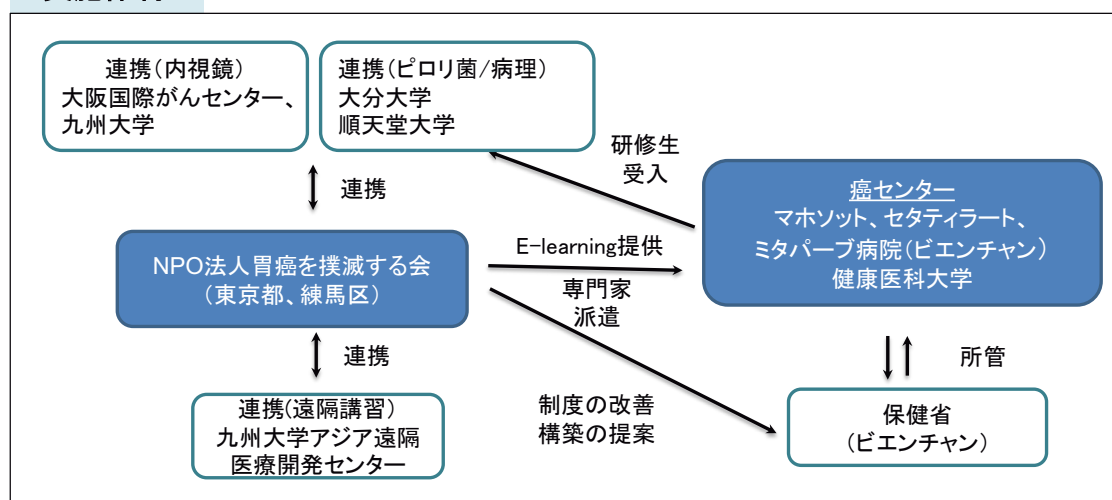 連携(内視鏡)
大阪国際がんセンター、
九州大学
連携(ピロリ菌/病理)
大分大学
順天堂大学
研修生
受入
連携
癌センター
マホソット、セタティラート、
ミタパーブ病院(ビエンチャン)
健康医科大学
NPO法人胃癌を撲滅する会
(東京都、練馬区)
E-learning提供
専門家
派遣
連携
所管
連携(遠隔講習)
九州大学アジア遠隔
医療開発センター
制度の改善
構築の提案
保健省
(ビエンチャン)